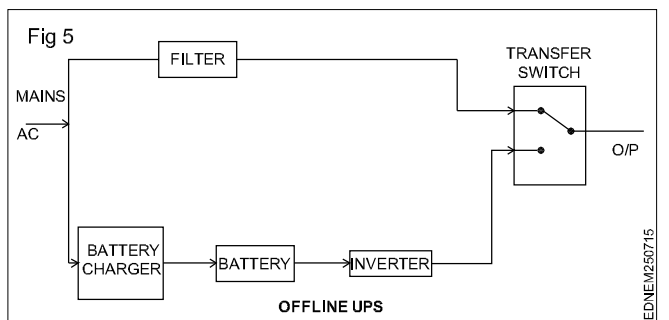 Fig 5
FILTER
TRANSFER
SWITCH
MAINS
AC
O/P
BATTERY
CHARGER
BATTERY
INVERTER
OFFLINE UPS
EDNEM250715